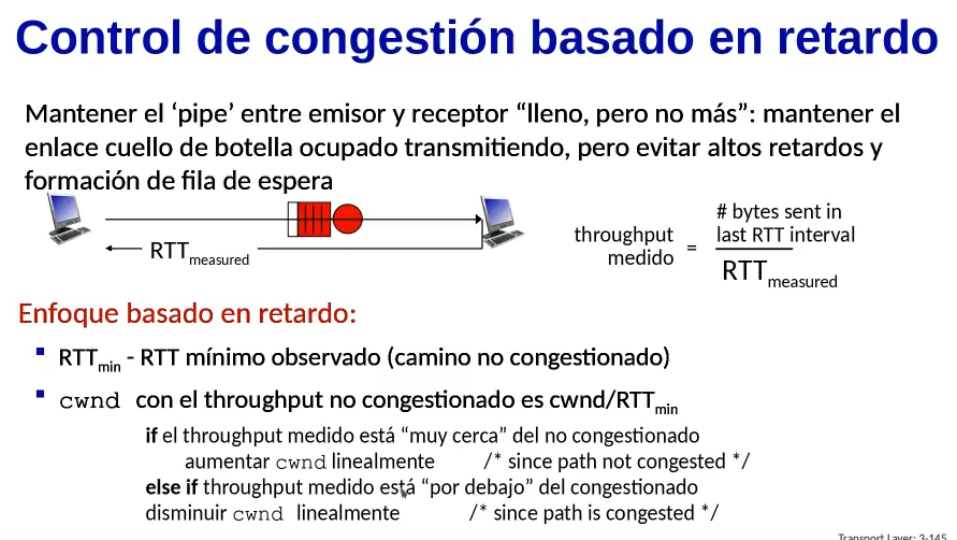 Control de congestión basado en retardo
Mantener el ‘pipe’ entre emisor y receptor “lleno, pero no más”: mantener el
enlace cuello de botella ocupado transmitiendo, pero evitar altos retardos y
formación de fila de espera
RTTmeasured
throughput
medido
=
# bytes sent in
last RTT interval
RTTmeasured
Enfoque basado en retardo:
▪ RTTmin - RTT mínimo observado (camino no congestionado)
▪ cwnd con el throughput no congestionado es cwnd/RTTmin
if el throughput medido está “muy cerca” del no congestionado
aumentar cwnd linealmente /* since path not congested */
else if throughput medido está “por debajo” del congestionado
disminuir cwnd linealmente /* since path is congested */
Transport Layer: 3-145